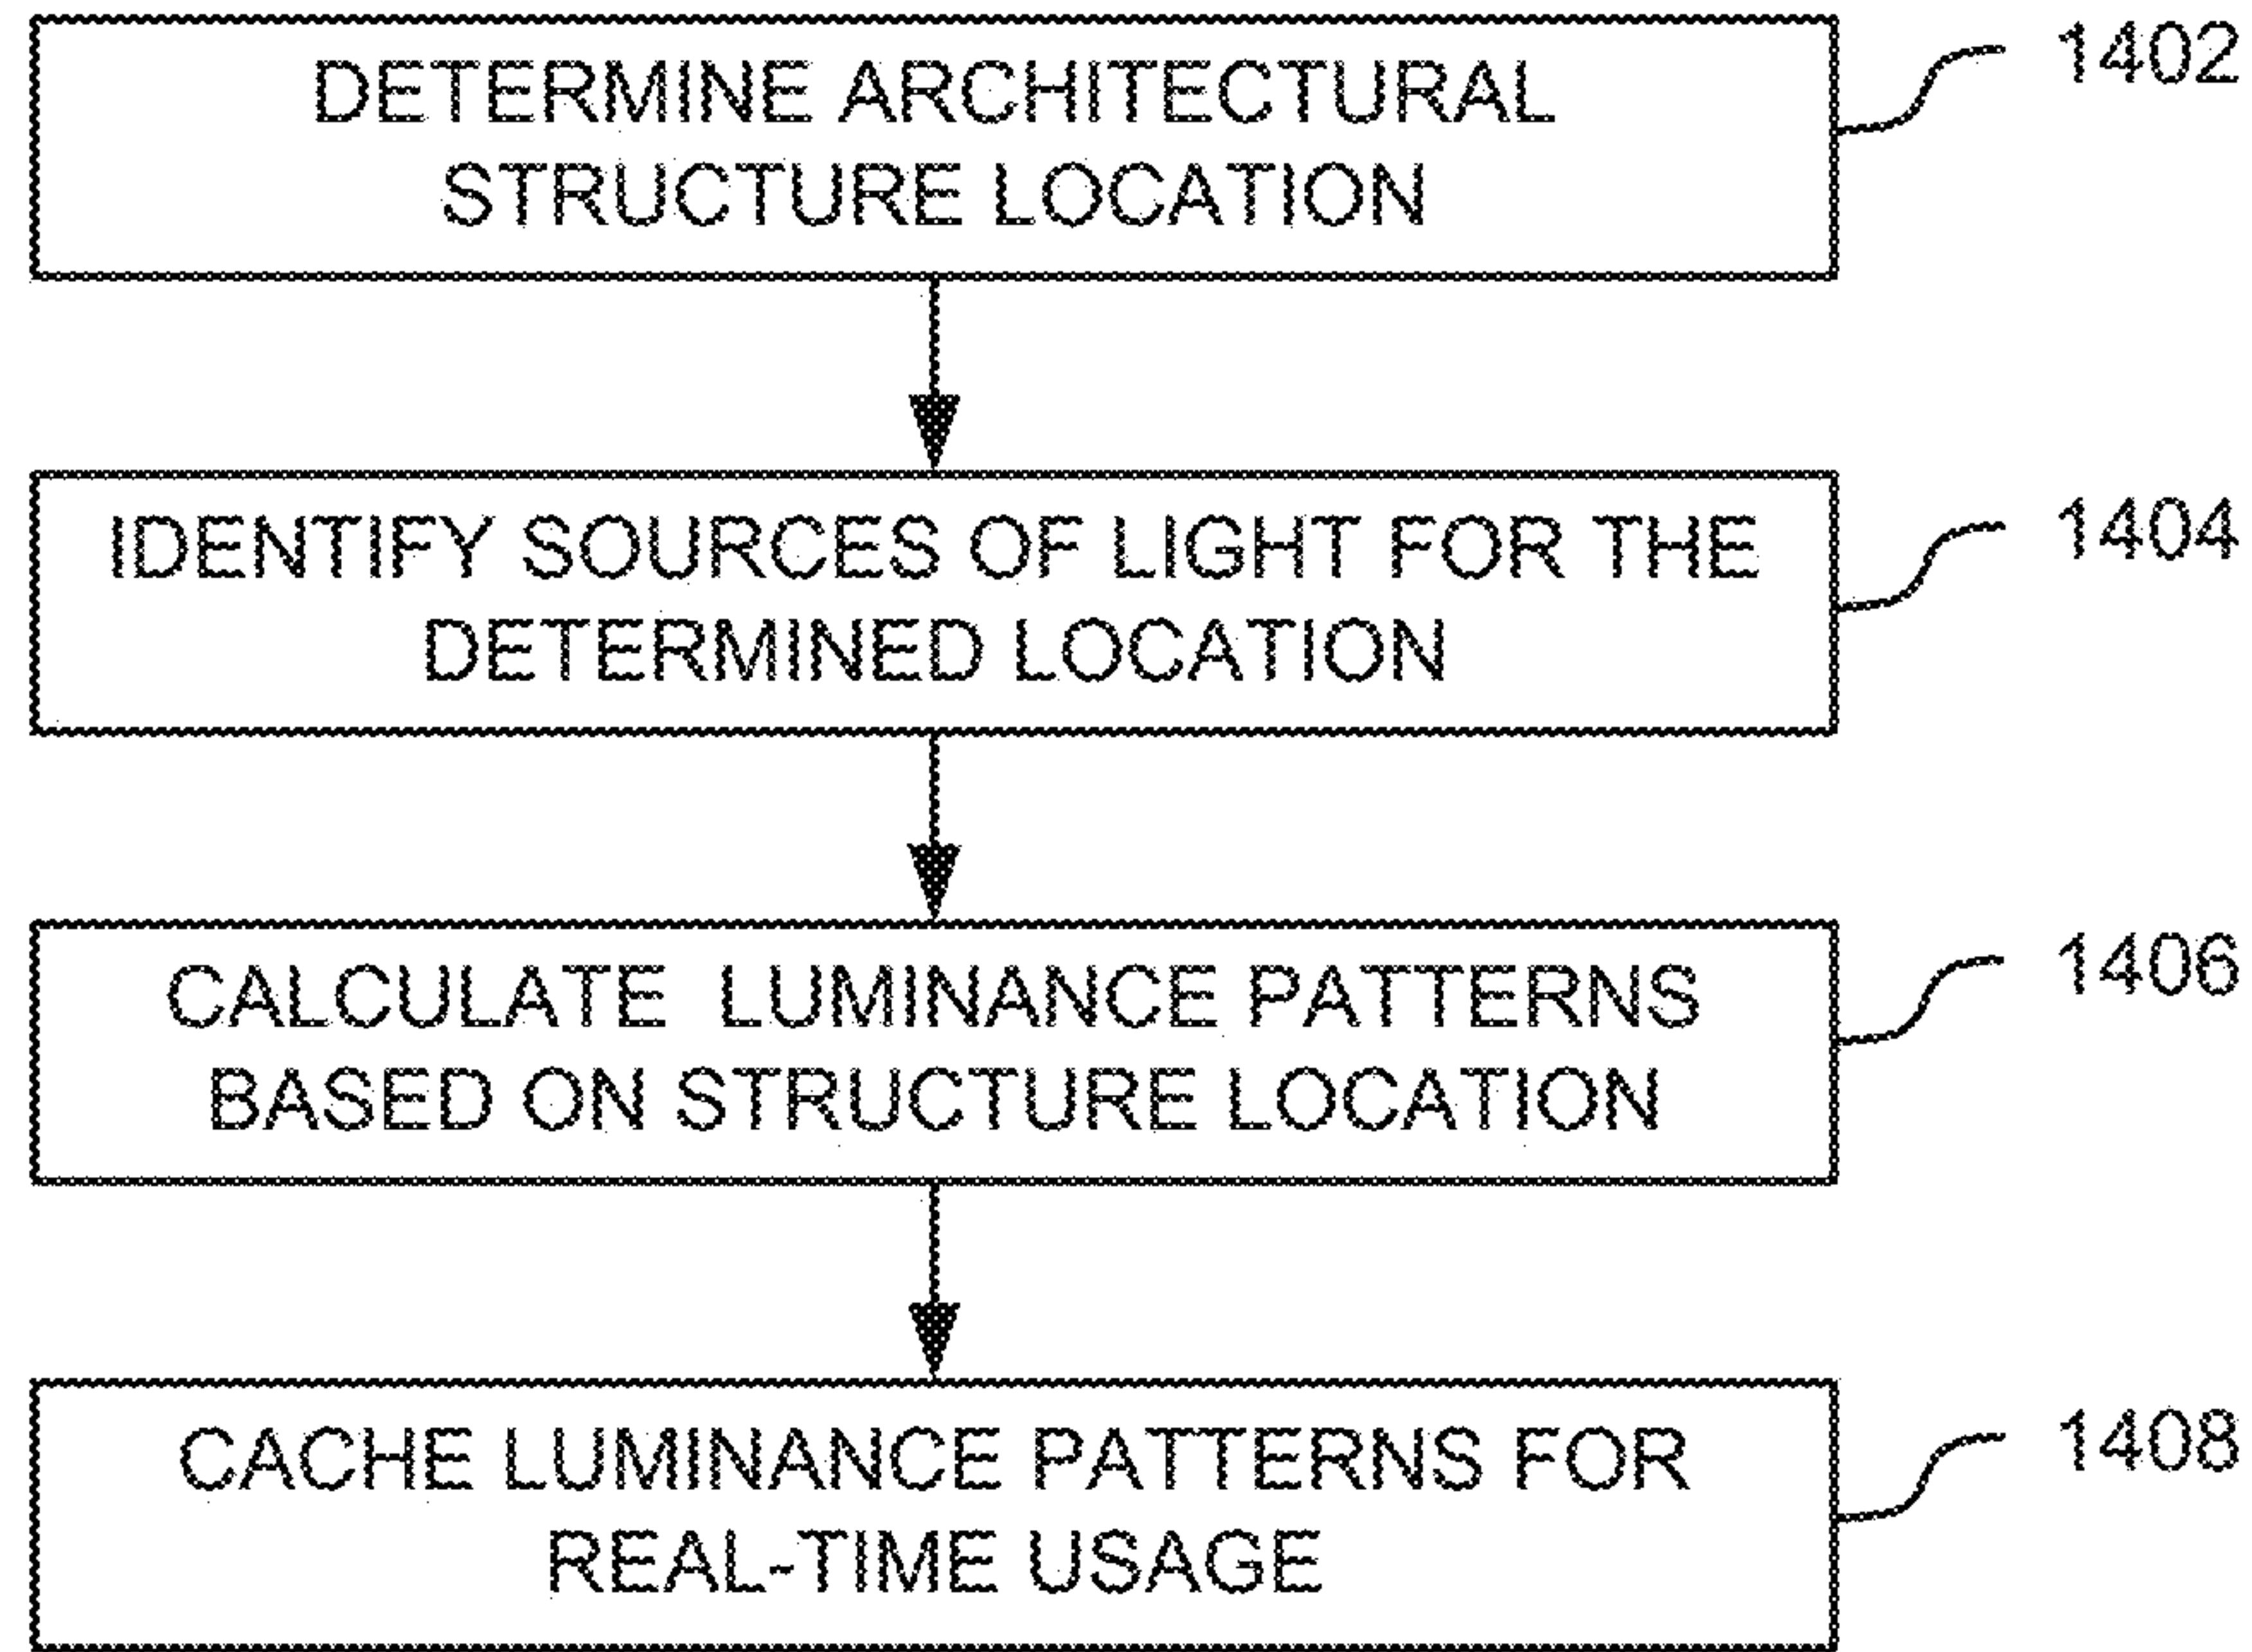 DETERMINE ARCHITECTURAL
STRUCTURE LOCATION
1402
IDENTIFY SOURCES OF LIGHT FOR THE
DETERMINED LOCATION
1404
CALCULATE LUMINANCE PATTERNS
BASED ON STRUCTURE LOCATION
1406
CACHE LUMINANCE PATTERNS FOR
REAL-TIME USAGE
1408